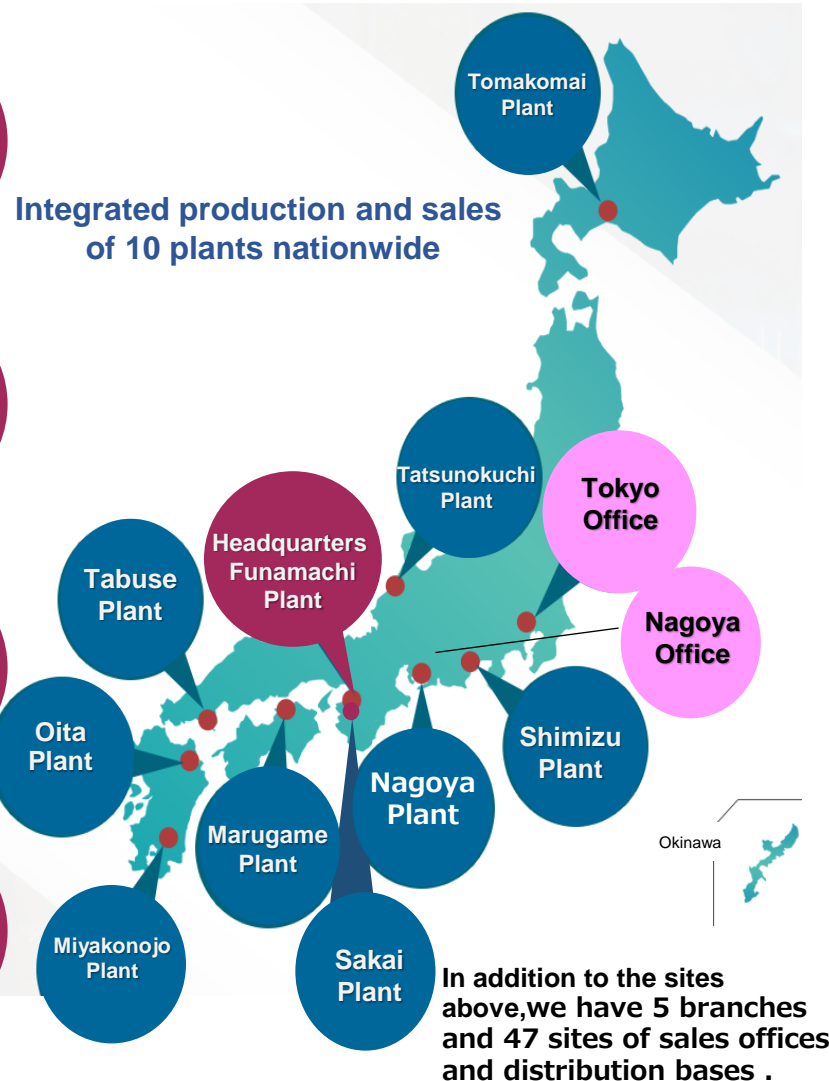 Tomakomai
Plant
Integrated production and sales
of 10 plants nationwide
Tatsunokuchi
Plant
Tokyo
Office
Headquarters
Funamachi
Plant
Tabuse
Plant
Nagoya
Office
Oita
Plant
Shimizu
Plant
Nagoya
Plant
Marugame
Plant
Okinawa
Miyakonojo
Plant
Sakai
Plant
In addition to the sites
above,we have 5 branches
and 47 sites of sales offices
and distribution bases .